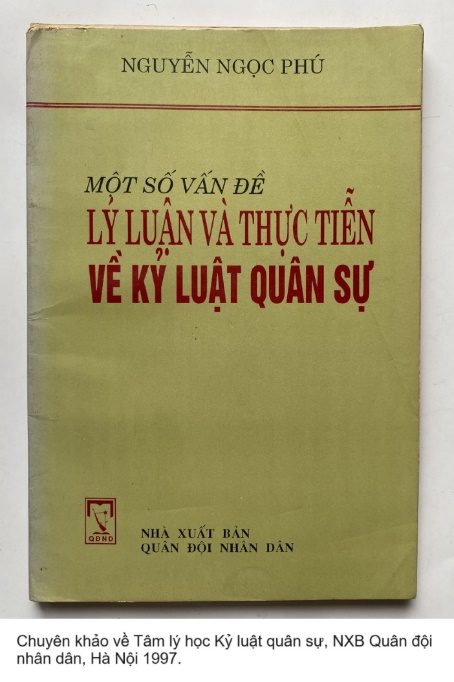 NGUYỄN NGỌC PHÚ
MỘT SỐ VẤN ĐỀ
LÝ LUẬN VÀ THỰC TIỄN
VỀ KỶ LUẬT QUÂN SỰ
QĐND
NHÀ XUẤT BẢN
QUÂN ĐỘI NHÂN DÂN
Chuyên khảo về Tâm lý học Kỷ luật quân sự, NXB Quân đội
nhân dân, Hà Nội 1997.